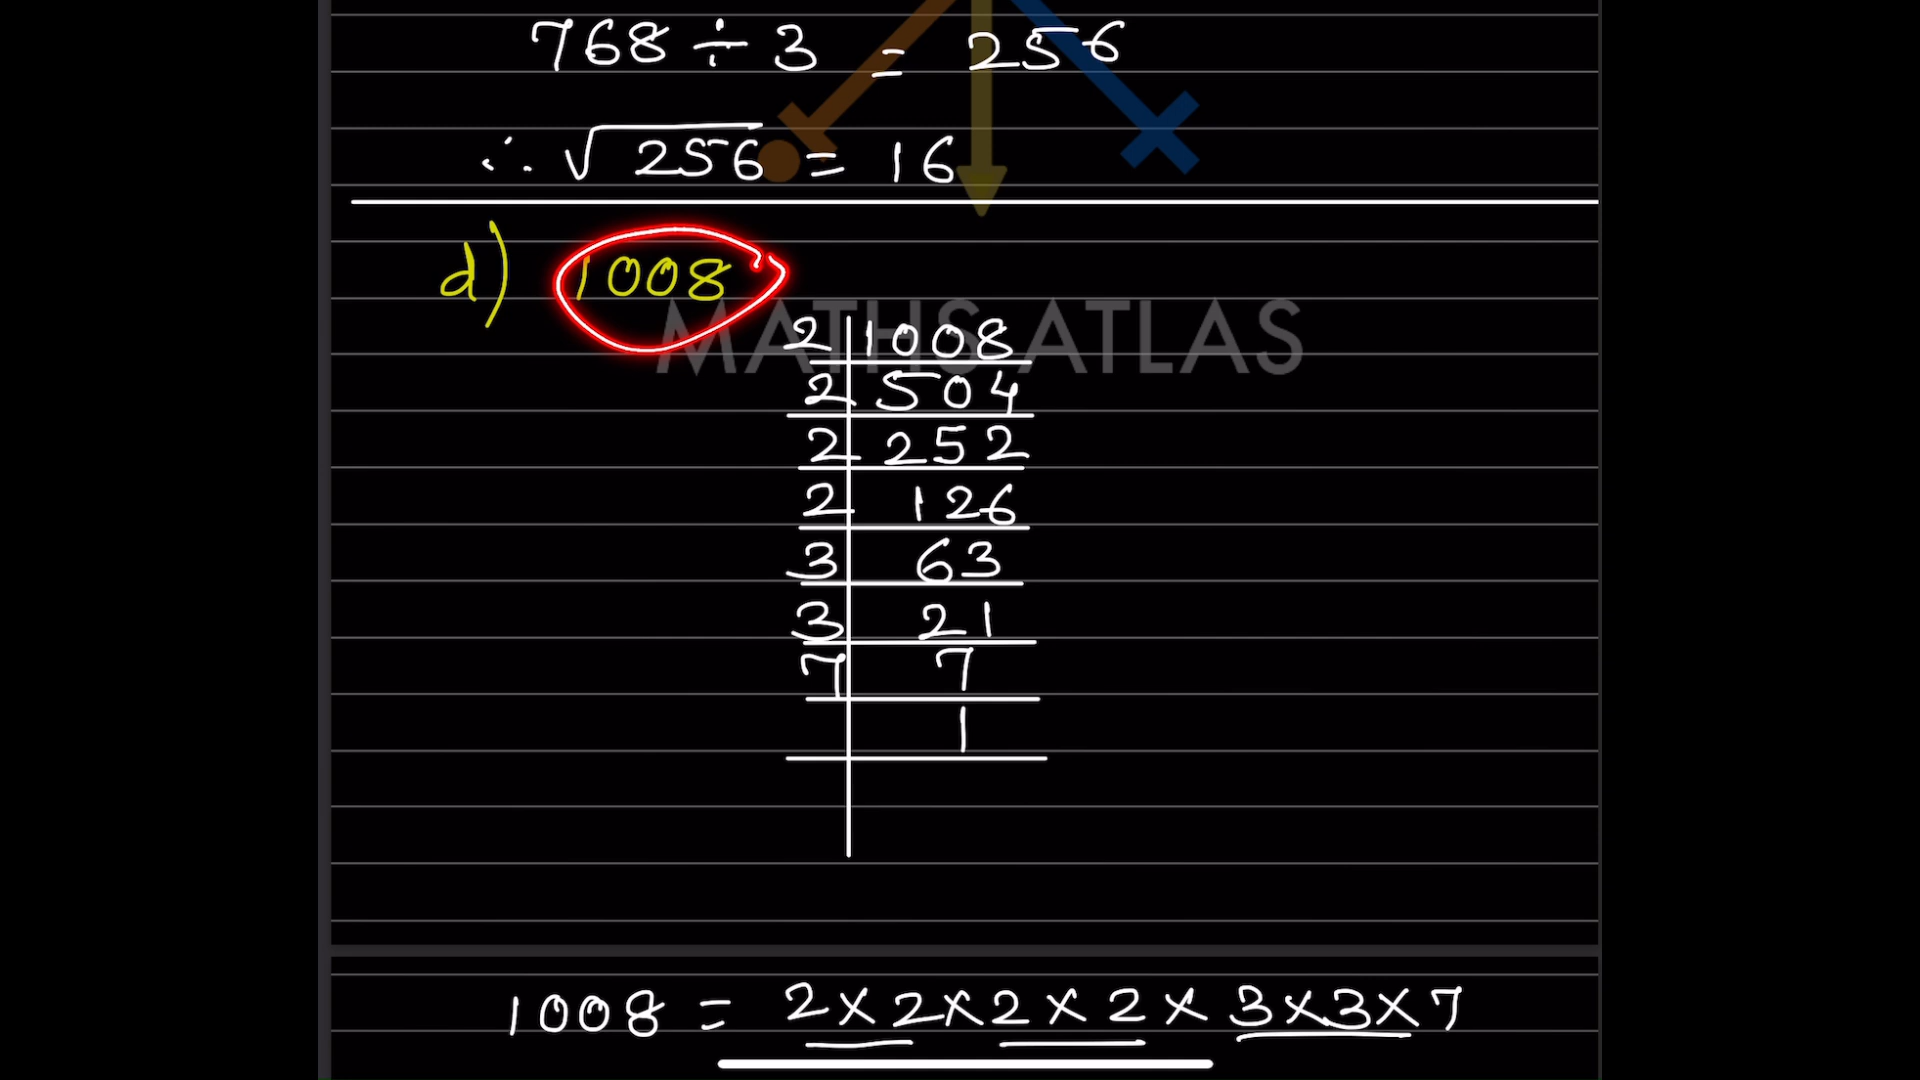 768 ÷ 3 = 256
∴ √256 = 16
d) 1008
MATHS ATLAS
2 | 1008
2 | 504
2 | 252
2 | 126
3 | 63
3 | 21
7 | 7
| 1
1008 = 2 × 2 × 2 × 2 × 3 × 3 × 7